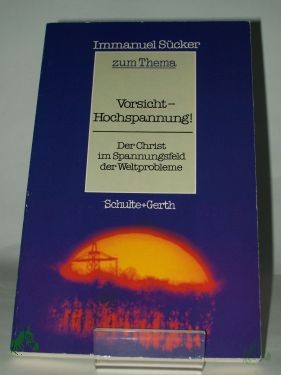 Immanuel Sücker
zum Thema
Vorsicht –
Hochspannung!
Der Christ
im Spannungsfeld
der Weltprobleme
Schulte+Gerth